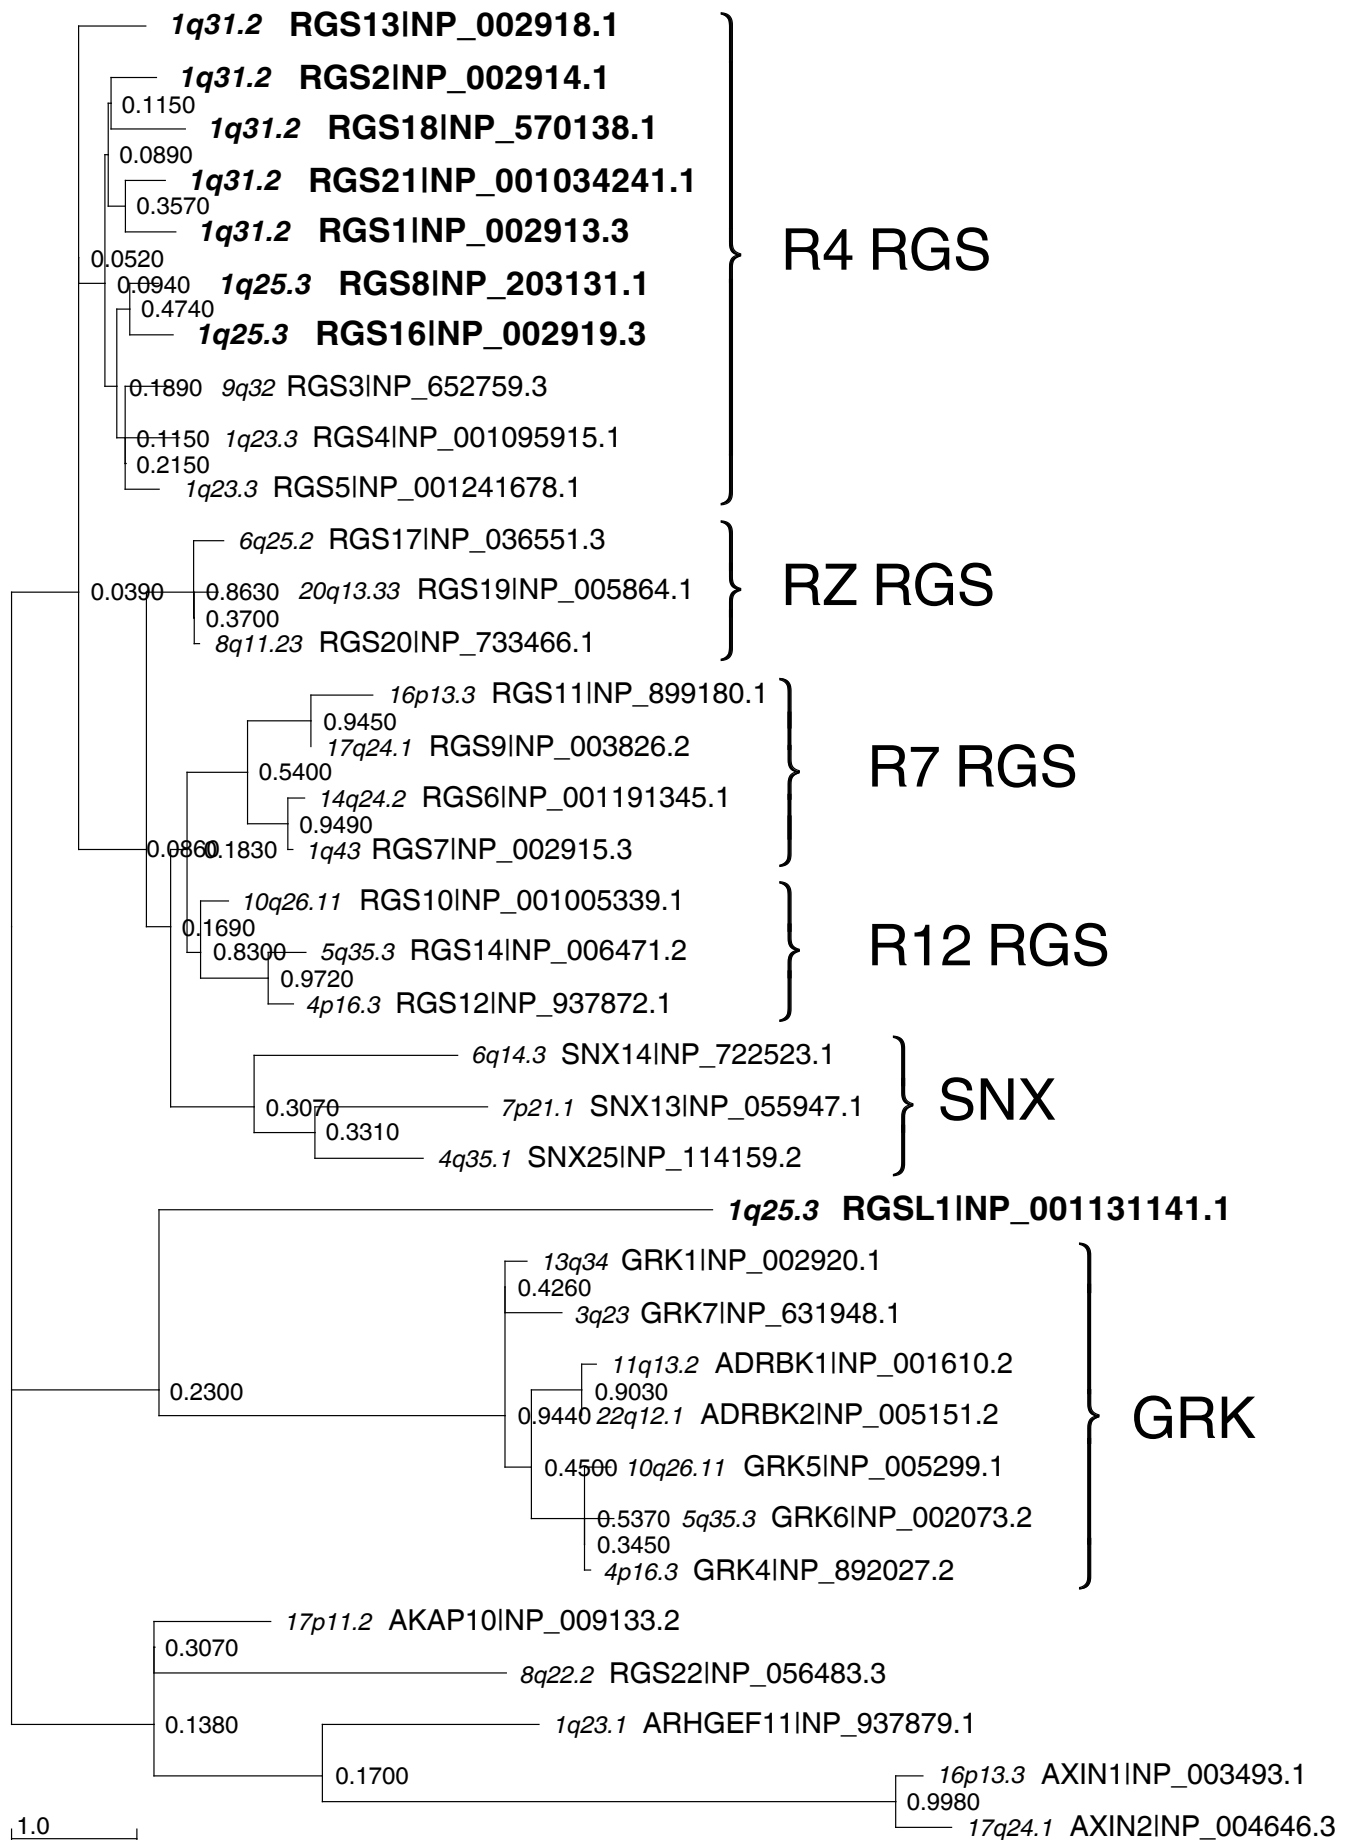 1q31.2 RGS13|NP_002918.1
1q31.2 RGS2|NP_002914.1
0.1150
1q31.2 RGS18|NP_570138.1
0.0890
1q31.2 RGS21|NP_001034241.1
0.3570
1q31.2 RGS1|NP_002913.3
R4 RGS
0.0520
0.0940 1q25.3 RGS8|NP_203131.1
0.4740
1q25.3 RGS16|NP_002919.3
0.1890 9q32 RGS3|NP_652759.3
0.1150 1q23.3 RGS4|NP_001095915.1
0.2150
1q23.3 RGS5|NP_001241678.1
6q25.2 RGS17|NP_036551.3
0.0390 0.8630 20q13.33 RGS19|NP_005864.1
RZ RGS
0.3700
8q11.23 RGS20|NP_733466.1
16p13.3 RGS11|NP_899180.1
0.9450
17q24.1 RGS9|NP_003826.2
0.5400
R7 RGS
14q24.2 RGS6|NP_001191345.1
0.9490
0.0860 0.1830 1q43 RGS7|NP_002915.3
10q26.11 RGS10|NP_001005339.1
0.1690
0.8300 5q35.3 RGS14|NP_006471.2
R12 RGS
0.9720
4p16.3 RGS12|NP_937872.1
6q14.3 SNX14|NP_722523.1
0.3070 7p21.1 SNX13|NP_055947.1
SNX
0.3310
4q35.1 SNX25|NP_114159.2
1q25.3 RGSL1|NP_001131141.1
13q34 GRK1|NP_002920.1
0.4260
3q23 GRK7|NP_631948.1
11q13.2 ADRBK1|NP_001610.2
0.2300
0.9030
0.9440 22q12.1 ADRBK2|NP_005151.2
GRK
0.4500 10q26.11 GRK5|NP_005299.1
0.5370 5q35.3 GRK6|NP_002073.2
0.3450
4p16.3 GRK4|NP_892027.2
17p11.2 AKAP10|NP_009133.2
0.3070
8q22.2 RGS22|NP_056483.3
0.1380
1q23.1 ARHGEF11|NP_937879.1
0.1700
16p13.3 AXIN1|NP_003493.1
0.9980
1.0
17q24.1 AXIN2|NP_004646.3